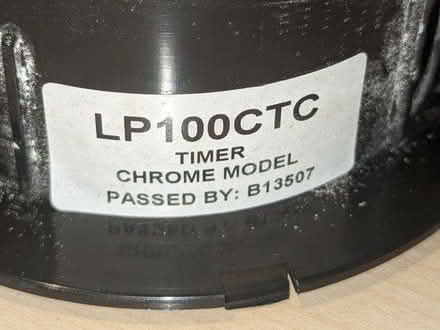 LP100CTC
TIMER
CHROME MODEL
PASSED BY: B13507